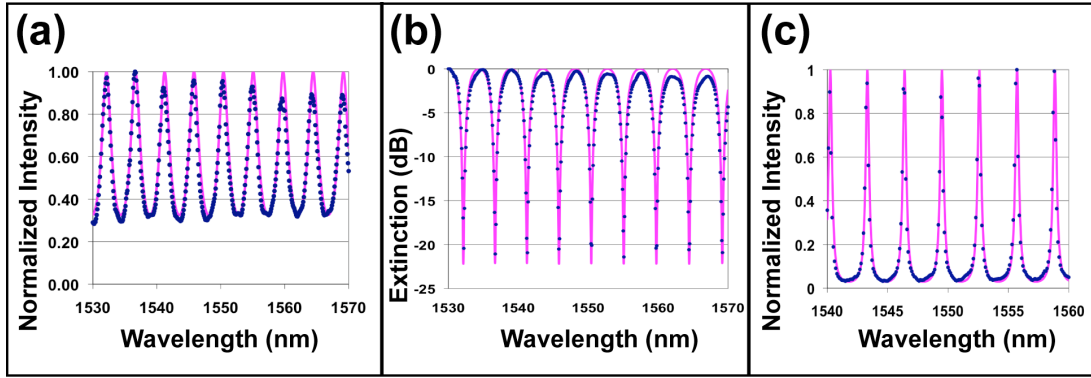 (a)
Normalized Intensity
1.00
0.80
0.60
0.40
0.20
0.00
1530 1540 1550 1560 1570
Wavelength (nm)
(b)
Extinction (dB)
0
-5
-10
-15
-20
-25
1530 1540 1550 1560 1570
Wavelength (nm)
(c)
Normalized Intensity
1
0.8
0.6
0.4
0.2
0
1540 1545 1550 1555 1560
Wavelength (nm)